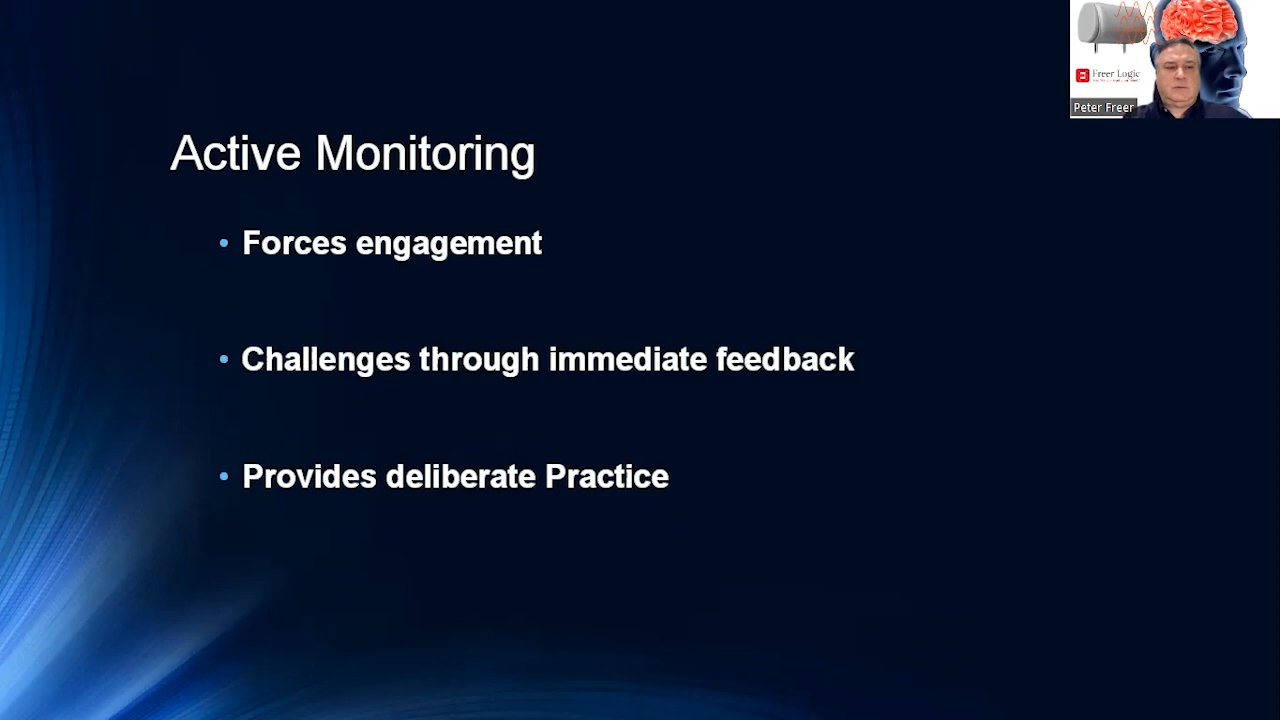 Active Monitoring
• Forces engagement
• Challenges through immediate feedback
• Provides deliberate Practice
Freer Logic
Peter Freer